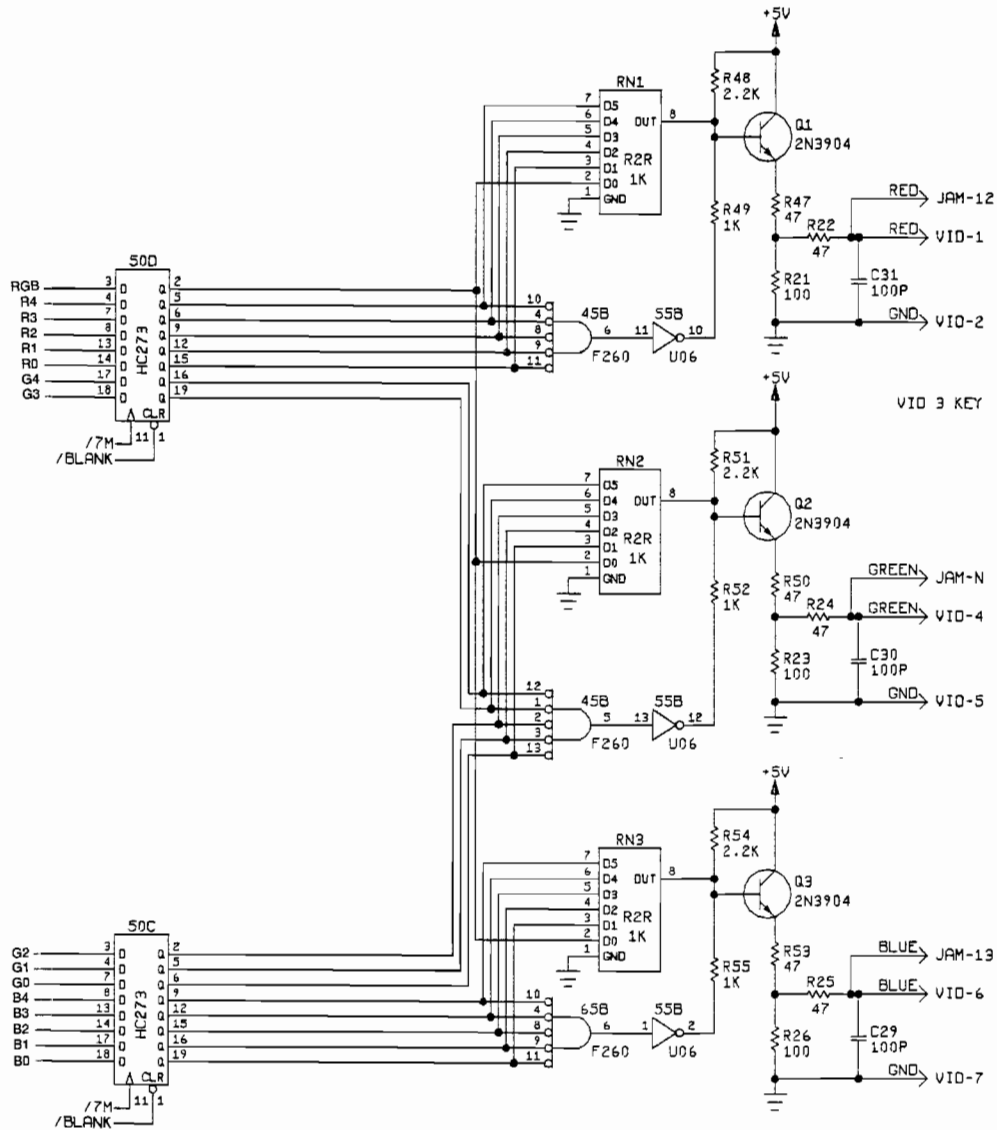 +5V
R48
2.2K
RN1
7 D5
6 D4
5 D3
4 D2
3 D1
2 D0
1 GND
OUT 8
R2R
1K
Q1
2N3904
R49
1K
R47
47
R22
47
RED JAM-12
RED VID-1
R21
100
C31
100P
GND VID-2
50D
HC273
RGB 3 D Q 2
R4 4 D Q 5
R3 7 D Q 6
R2 8 D Q 9
R1 13 D Q 12
R0 14 D Q 15
G4 17 D Q 16
G3 18 D Q 19
CLR
/7M 11 1
/BLANK
10
4
8
9
11
45B
6
F260
55B
11 10
U06
+5V
VID 3 KEY
R51
2.2K
RN2
7 D5
6 D4
5 D3
4 D2
3 D1
2 D0
1 GND
OUT 8
R2R
1K
Q2
2N3904
R52
1K
R50
47
R24
47
GREEN JAM-N
GREEN VID-4
R23
100
C30
100P
GND VID-5
12
1
2
3
13
45B
5
F260
55B
13 12
U06
+5V
R54
2.2K
RN3
7 D5
6 D4
5 D3
4 D2
3 D1
2 D0
1 GND
OUT 8
R2R
1K
Q3
2N3904
R55
1K
R53
47
R25
47
BLUE JAM-13
BLUE VID-6
R26
100
C29
100P
GND VID-7
50C
HC273
G2 3 D Q 2
G1 4 D Q 5
G0 7 D Q 6
B4 8 D Q 9
B3 13 D Q 12
B2 14 D Q 15
B1 17 D Q 16
B0 18 D Q 19
CLR
/7M 11 1
/BLANK
10
4
8
9
11
65B
6
F260
55B
1 2
U06